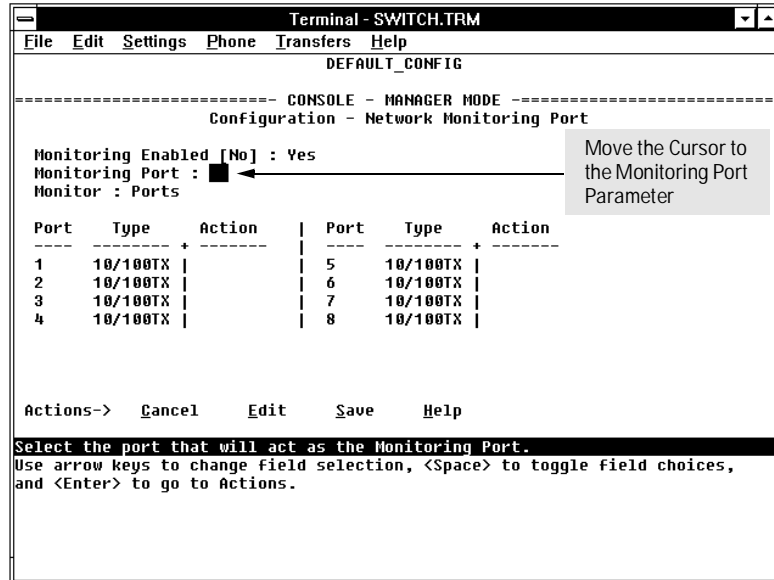 Terminal - SWITCH.TRM
File Edit Settings Phone Transfers Help
DEFAULT_CONFIG
==========================- CONSOLE - MANAGER MODE -==========================
Configuration - Network Monitoring Port
Monitoring Enabled [No] : Yes
Monitoring Port :
Monitor : Ports
Move the Cursor to
the Monitoring Port
Parameter
Port Type Action | Port Type Action
---- -------- + ------- | ---- -------- + -------
1 10/100TX | | 5 10/100TX |
2 10/100TX | | 6 10/100TX |
3 10/100TX | | 7 10/100TX |
4 10/100TX | | 8 10/100TX |
Actions-> Cancel Edit Save Help
Select the port that will act as the Monitoring Port.
Use arrow keys to change field selection, <Space> to toggle field choices,
and <Enter> to go to Actions.